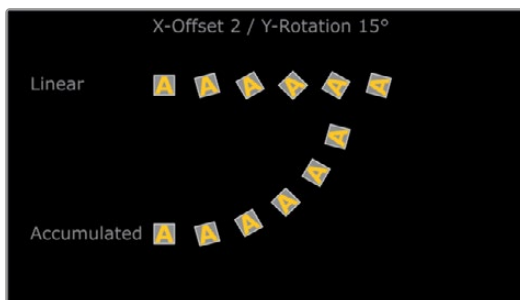 X-Offset 2 / Y-Rotation 15°
Linear
A A A A A A
A
A
A
A
Accumulated A A